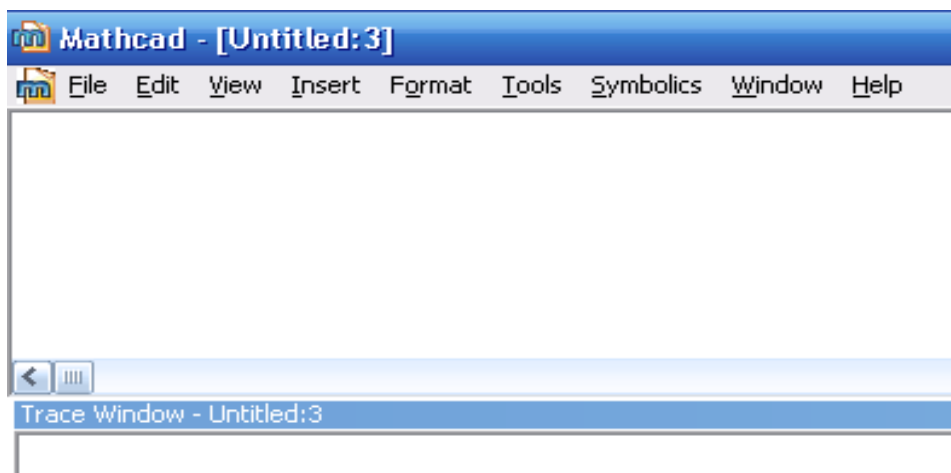 Mathcad - [Untitled:3]
File Edit View Insert Format Tools Symbolics Window Help
Trace Window - Untitled:3